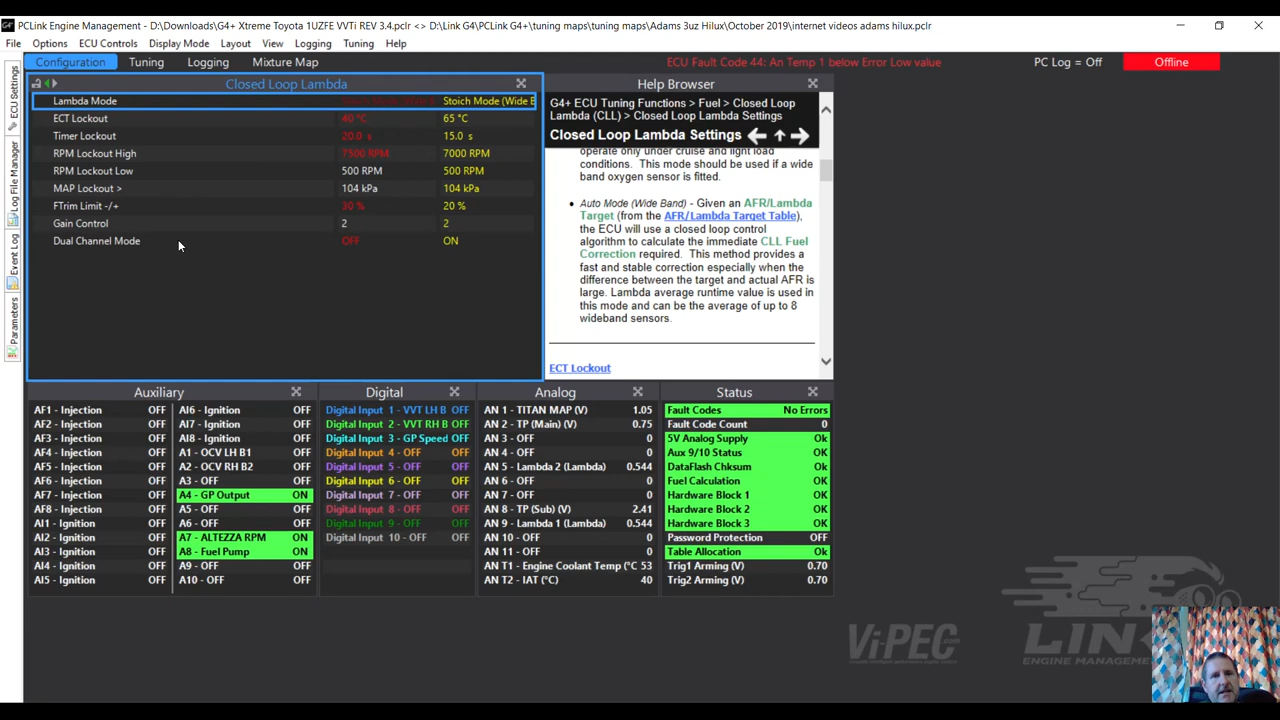 PCLink Engine Management - D:\Downloads\G4+ Xtreme Toyota 1UZFE VVTi REV 3.4.pclr <> D:\PCLink G4+\tuning maps\tuning maps\Adams 3uz Hilux\October 2019\internet videos adams hilux.pclr
File Options ECU Controls Display Mode Layout View Logging Tuning Help
Configuration Tuning Logging Mixture Map ECU Fault Code 44: An Temp 1 below Error Low value PC Log = Off Offline
ECU Settings
Log File Manager
Event Log
Parameters
Closed Loop Lambda
Lambda Mode Stoich Mode (Wide B
ECT Lockout 40 °C 65 °C
Timer Lockout 20.0 s 15.0 s
RPM Lockout High 7500 RPM 7000 RPM
RPM Lockout Low 500 RPM 500 RPM
MAP Lockout > 104 kPa 104 kPa
FTrim Limit -/+ 30 % 20 %
Gain Control 2 2
Dual Channel Mode OFF ON
Help Browser
G4+ ECU Tuning Functions > Fuel > Closed Loop
Lambda (CLL) > Closed Loop Lambda Settings
Closed Loop Lambda Settings
operate only under cruise and light load
conditions. This mode should be used if a wide
band oxygen sensor is fitted.
• Auto Mode (Wide Band) - Given an AFR/Lambda
Target (from the AFR/Lambda Target Table),
the ECU will use a closed loop control
algorithm to calculate the immediate CLL Fuel
Correction required. This method provides a
fast and stable correction especially when the
difference between the target and actual AFR is
large. Lambda average runtime value is used in
this mode and can be the average of up to 8
wideband sensors.
ECT Lockout
Auxiliary
AF1 - Injection OFF AI6 - Ignition OFF
AF2 - Injection OFF AI7 - Ignition OFF
AF3 - Injection OFF AI8 - Ignition OFF
AF4 - Injection OFF A1 - OCV LH B1 OFF
AF5 - Injection OFF A2 - OCV RH B2 OFF
AF6 - Injection OFF A3 - OFF OFF
AF7 - Injection OFF A4 - GP Output ON
AF8 - Injection OFF A5 - OFF OFF
AI1 - Ignition OFF A6 - OFF OFF
AI2 - Ignition OFF A7 - ALTEZZA RPM ON
AI3 - Ignition OFF A8 - Fuel Pump ON
AI4 - Ignition OFF A9 - OFF OFF
AI5 - Ignition OFF A10 - OFF OFF
Digital
Digital Input 1 - VVT LH B OFF
Digital Input 2 - VVT RH B OFF
Digital Input 3 - GP Speed OFF
Digital Input 4 - OFF OFF
Digital Input 5 - OFF OFF
Digital Input 6 - OFF OFF
Digital Input 7 - OFF OFF
Digital Input 8 - OFF OFF
Digital Input 9 - OFF OFF
Digital Input 10 - OFF OFF
Analog
AN 1 - TITAN MAP (V) 1.05
AN 2 - TP (Main) (V) 0.75
AN 3 - OFF 0
AN 4 - OFF 0
AN 5 - Lambda 2 (Lambda) 0.544
AN 6 - OFF 0
AN 7 - OFF 0
AN 8 - TP (Sub) (V) 2.41
AN 9 - Lambda 1 (Lambda) 0.544
AN 10 - OFF 0
AN 11 - OFF 0
AN T1 - Engine Coolant Temp (°C 53
AN T2 - IAT (°C) 40
Status
Fault Codes No Errors
Fault Code Count 0
5V Analog Supply Ok
Aux 9/10 Status OK
DataFlash Chksum OK
Fuel Calculation OK
Hardware Block 1 OK
Hardware Block 2 OK
Hardware Block 3 OK
Password Protection OFF
Table Allocation Ok
Trig1 Arming (V) 0.70
Trig2 Arming (V) 0.70
Vi-PEC
LINK
ENGINE MANAGEMENT